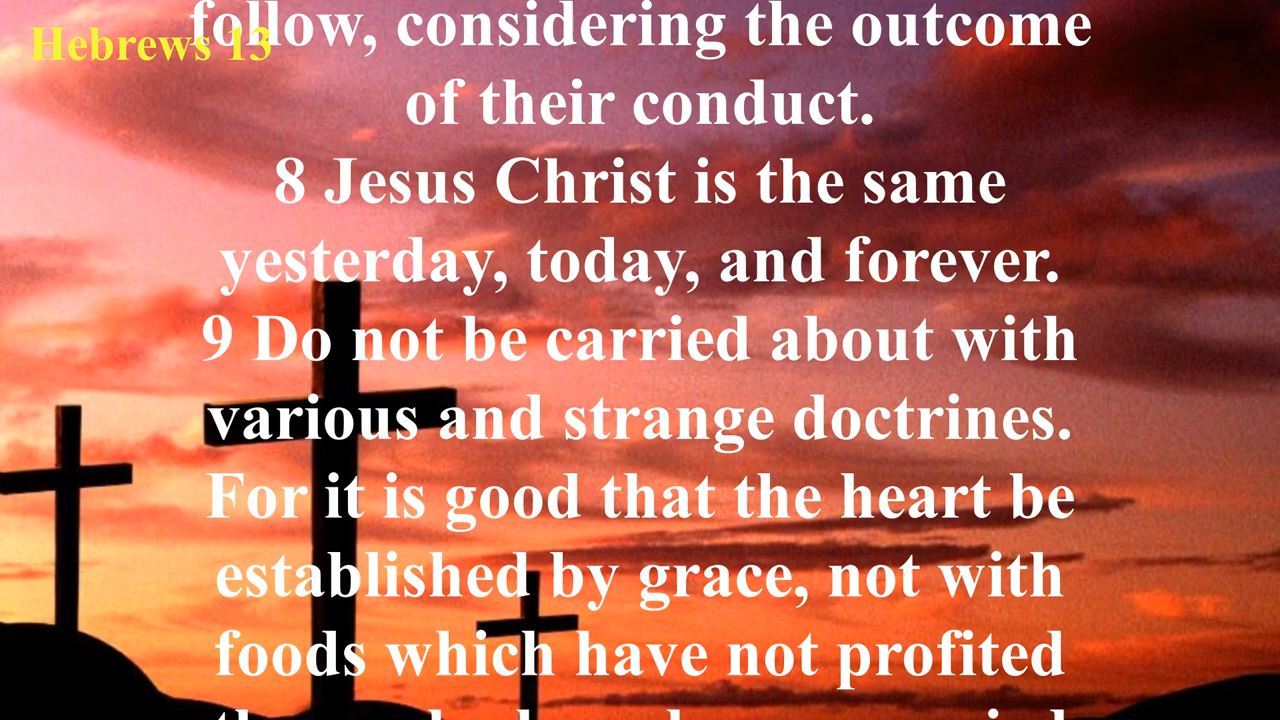 Hebrews 13
follow, considering the outcome
of their conduct.
8 Jesus Christ is the same
yesterday, today, and forever.
9 Do not be carried about with
various and strange doctrines.
For it is good that the heart be
established by grace, not with
foods which have not profited